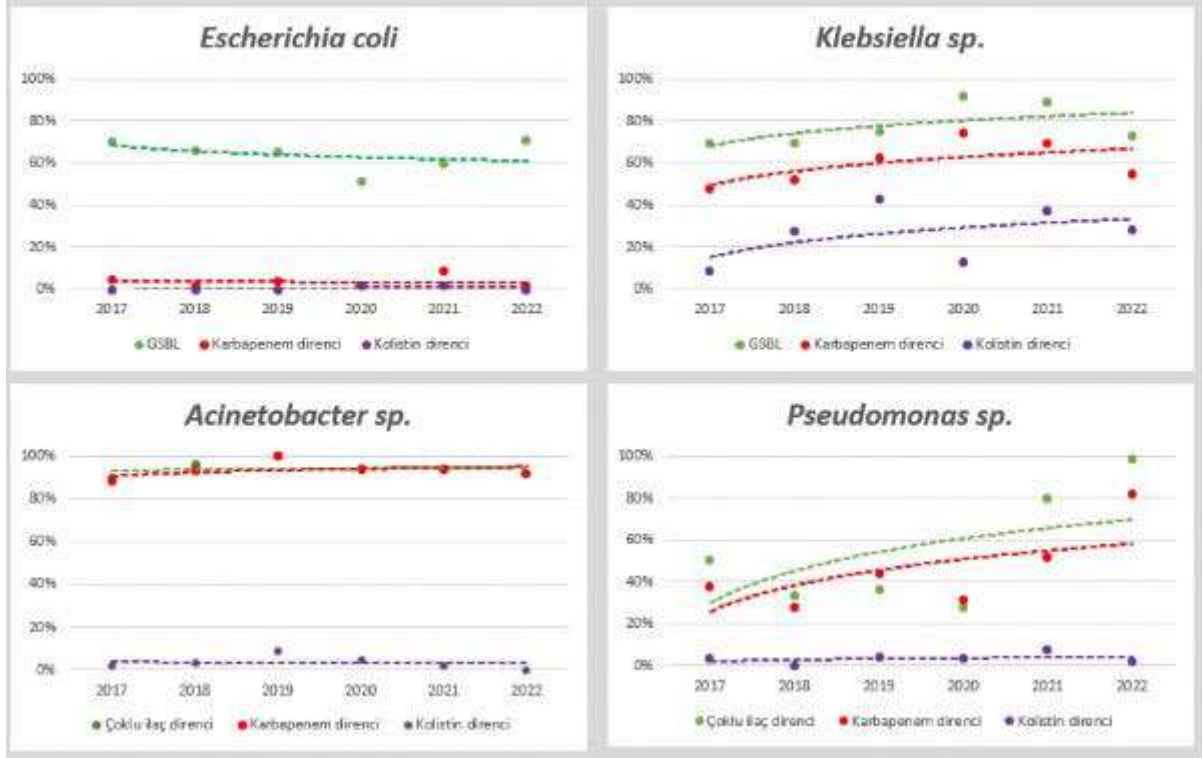 Escherichia coli
100%
80%
60%
40%
20%
0%
2017 2018 2019 2020 2021 2022
GSBL Karbapenem direnci Kolistin direnci
Klebsiella sp.
100%
80%
60%
40%
20%
0%
2017 2018 2019 2020 2021 2022
GSBL Karbapenem direnci Kolistin direnci
Acinetobacter sp.
100%
80%
60%
40%
20%
0%
2017 2018 2019 2020 2021 2022
Çoklu ilaç direnci Karbapenem direnci Kolistin direnci
Pseudomonas sp.
100%
80%
60%
40%
20%
0%
2017 2018 2019 2020 2021 2022
Çoklu ilaç direnci Karbapenem direnci Kolistin direnci